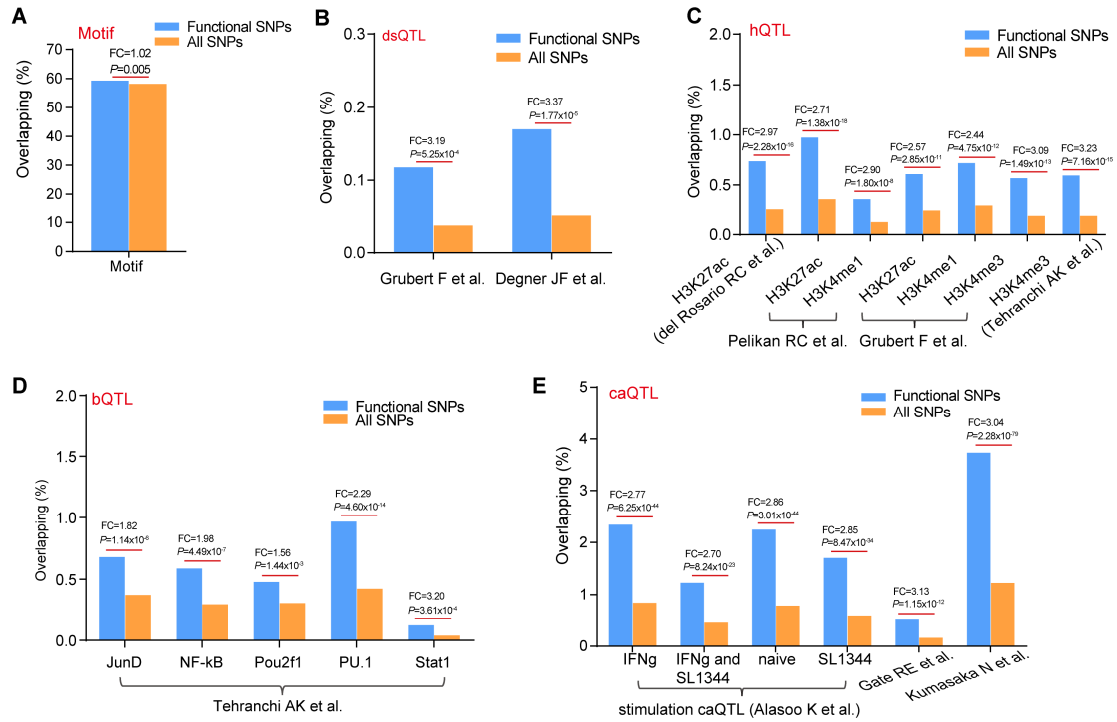 A
Motif
Functional SNPs
All SNPs
FC=1.02
P=0.005
70
60
50
40
30
20
10
0
Overlapping (%)
Motif
B
dsQTL
Functional SNPs
All SNPs
0.3
0.2
0.1
0.0
Overlapping (%)
FC=3.19
P=5.25x10-4
FC=3.37
P=1.77x10-5
Grubert F et al.
Degner JF et al.
C
hQTL
Functional SNPs
All SNPs
2.0
1.5
1.0
0.5
0.0
Overlapping (%)
FC=2.97
P=2.28x10-16
FC=2.71
P=1.38x10-18
FC=2.90
P=1.80x10-8
FC=2.57
P=2.85x10-11
FC=2.44
P=4.75x10-12
FC=3.09
P=1.49x10-13
FC=3.23
P=7.16x10-15
H3K27ac
(del Rosario RC et al.)
H3K27ac
H3K4me1
H3K27ac
H3K4me1
H3K4me3
H3K4me3
(Tehranchi AK et al.)
Pelikan RC et al.
Grubert F et al.
D
bQTL
Functional SNPs
All SNPs
2.0
1.5
1.0
0.5
0.0
Overlapping (%)
FC=1.82
P=1.14x10-6
FC=1.98
P=4.49x10-7
FC=1.56
P=1.44x10-3
FC=2.29
P=4.60x10-14
FC=3.20
P=3.61x10-4
JunD
NF-kB
Pou2f1
PU.1
Stat1
Tehranchi AK et al.
E
caQTL
Functional SNPs
All SNPs
5
4
3
2
1
0
Overlapping (%)
FC=2.77
P=6.25x10-44
FC=2.70
P=8.24x10-23
FC=2.86
P=3.01x10-44
FC=2.85
P=8.47x10-34
FC=3.13
P=1.15x10-12
FC=3.04
P=2.28x10-79
IFNg
IFNg and
SL1344
naive
SL1344
Gate RE et al.
Kumasaka N et al.
stimulation caQTL (Alasoo K et al.)